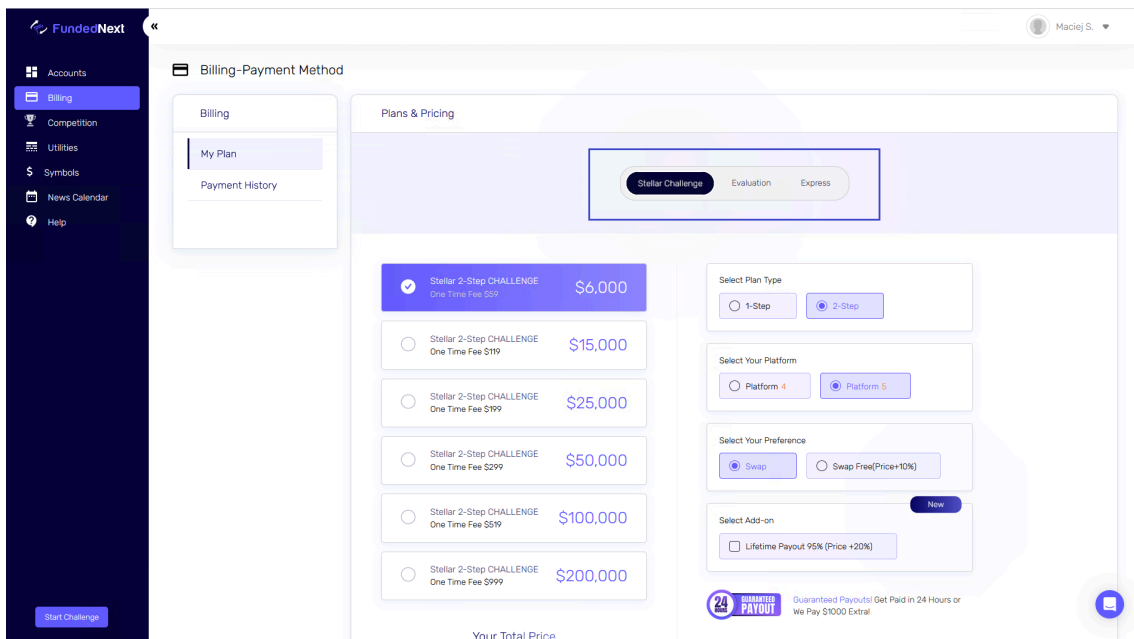 FundedNext
«
Maciej S.
Accounts
Billing
Competition
Utilities
$ Symbols
News Calendar
Help
Start Challenge
Billing-Payment Method
Billing
My Plan
Payment History
Plans & Pricing
Stellar Challenge Evaluation Express
Stellar 2-Step CHALLENGE
One Time Fee $59
$6,000
Stellar 2-Step CHALLENGE
One Time Fee $119
$15,000
Stellar 2-Step CHALLENGE
One Time Fee $199
$25,000
Stellar 2-Step CHALLENGE
One Time Fee $299
$50,000
Stellar 2-Step CHALLENGE
One Time Fee $519
$100,000
Stellar 2-Step CHALLENGE
One Time Fee $999
$200,000
Your Total Price
Select Plan Type
1-Step 2-Step
Select Your Platform
Platform 4 Platform 5
Select Your Preference
Swap Swap Free(Price+10%)
New
Select Add-on
Lifetime Payout 95% (Price +20%)
24 HOURS
GUARANTEED
PAYOUT
Guaranteed Payouts! Get Paid in 24 Hours or
We Pay $1000 Extra!